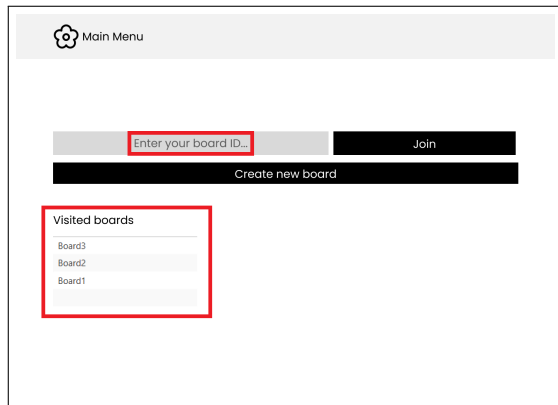 Main Menu
Enter your board ID...
Join
Create new board
Visited boards
Board3
Board2
Board1